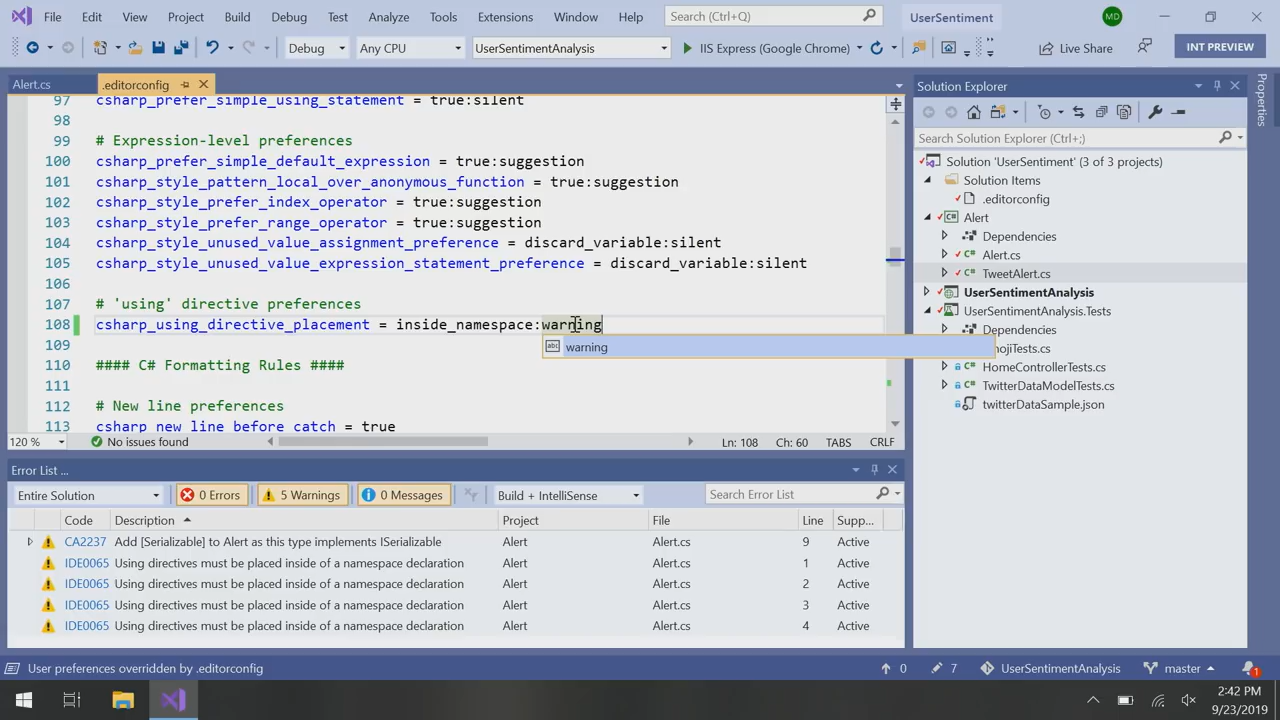 File Edit View Project Build Debug Test Analyze Tools Extensions Window Help Search (Ctrl+Q) UserSentiment MD
Debug Any CPU UserSentimentAnalysis IIS Express (Google Chrome) Live Share INT PREVIEW
Alert.cs .editorconfig
97 csharp_prefer_simple_using_statement = true:silent
98
99 # Expression-level preferences
100 csharp_prefer_simple_default_expression = true:suggestion
101 csharp_style_pattern_local_over_anonymous_function = true:suggestion
102 csharp_style_prefer_index_operator = true:suggestion
103 csharp_style_prefer_range_operator = true:suggestion
104 csharp_style_unused_value_assignment_preference = discard_variable:silent
105 csharp_style_unused_value_expression_statement_preference = discard_variable:silent
106
107 # 'using' directive preferences
108 csharp_using_directive_placement = inside_namespace:warning
abc warning
109
110 #### C# Formatting Rules ####
111
112 # New line preferences
113 csharp_new_line_before_catch = true
120 % No issues found Ln: 108 Ch: 60 TABS CRLF
Error List ...
Entire Solution 0 Errors 5 Warnings 0 Messages Build + IntelliSense Search Error List
Code Description Project File Line Supp...
CA2237 Add [Serializable] to Alert as this type implements ISerializable Alert Alert.cs 9 Active
IDE0065 Using directives must be placed inside of a namespace declaration Alert Alert.cs 1 Active
IDE0065 Using directives must be placed inside of a namespace declaration Alert Alert.cs 2 Active
IDE0065 Using directives must be placed inside of a namespace declaration Alert Alert.cs 3 Active
IDE0065 Using directives must be placed inside of a namespace declaration Alert Alert.cs 4 Active
Solution Explorer
Search Solution Explorer (Ctrl+;)
Solution 'UserSentiment' (3 of 3 projects)
Solution Items
.editorconfig
C# Alert
Dependencies
C# Alert.cs
C# TweetAlert.cs
UserSentimentAnalysis
UserSentimentAnalysis.Tests
Dependencies
mojiTests.cs
C# HomeControllerTests.cs
C# TwitterDataModelTests.cs
twitterDataSample.json
Properties
User preferences overridden by .editorconfig 0 7 UserSentimentAnalysis master 1
2:42 PM
9/23/2019